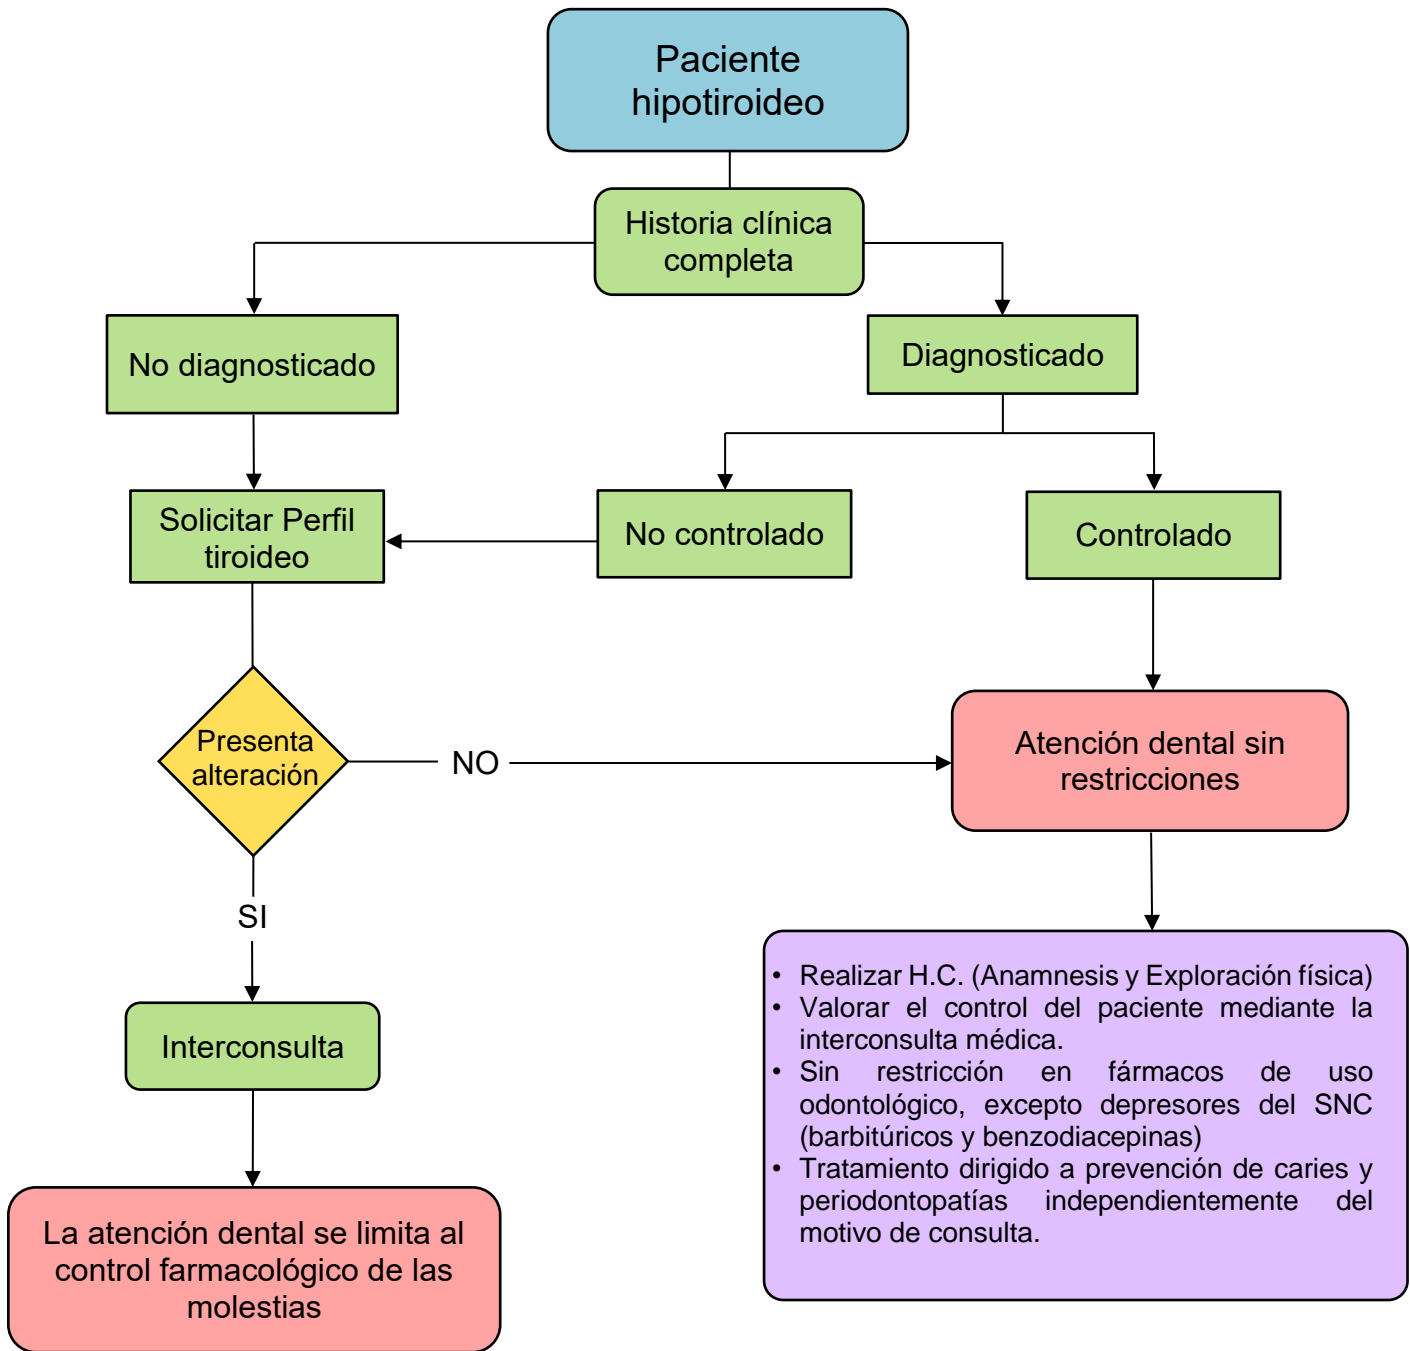 Paciente
hipotiroideo
Historia clínica
completa
No diagnosticado
Diagnosticado
Solicitar Perfil
tiroideo
No controlado
Controlado
Presenta
alteración
NO
Atención dental sin
restricciones
SI
Interconsulta
La atención dental se limita al
control farmacológico de las
molestias
• Realizar H.C. (Anamnesis y Exploración física)
• Valorar el control del paciente mediante la
interconsulta médica.
• Sin restricción en fármacos de uso
odontológico, excepto depresores del SNC
(barbitúricos y benzodiacepinas)
• Tratamiento dirigido a prevención de caries y
periodontopatías independientemente del
motivo de consulta.